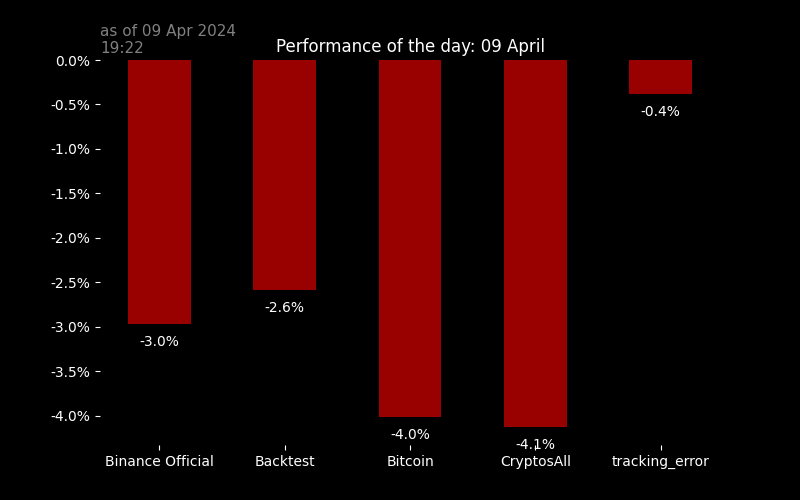 as of 09 Apr 2024
19:22
Performance of the day: 09 April
0.0%
-0.5%
-1.0%
-1.5%
-2.0%
-2.5%
-3.0%
-3.5%
-4.0%
-3.0%
-2.6%
-4.0%
-4.1%
-0.4%
Binance Official
Backtest
Bitcoin
CryptosAll
tracking_error